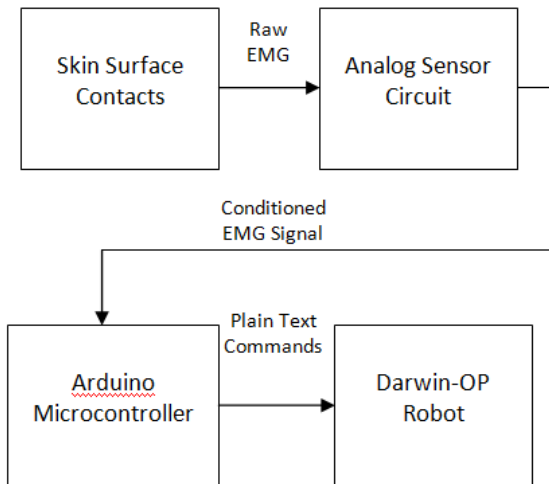 Skin Surface
Contacts
Raw
EMG
Analog Sensor
Circuit
Conditioned
EMG Signal
Arduino
Microcontroller
Plain Text
Commands
Darwin-OP
Robot